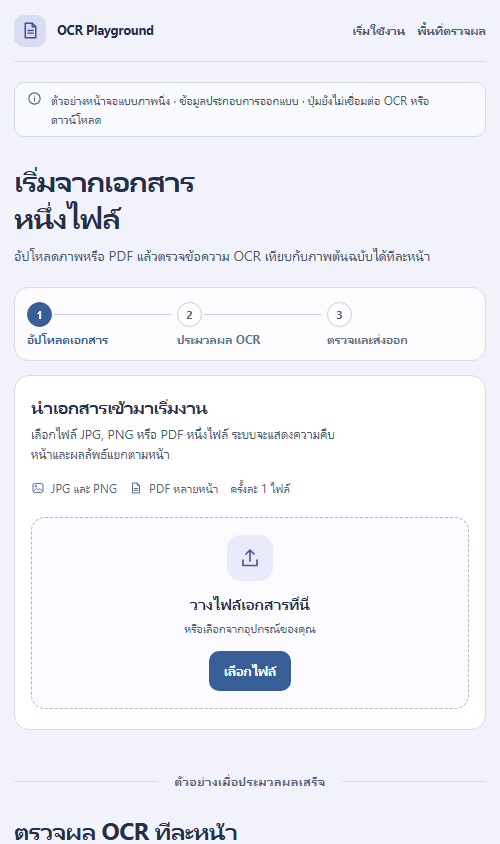 OCR Playground
เริ่มใช้งาน พื้นที่ตรวจผล
ตัวอย่างหน้าจอแบบภาพนิ่ง · ข้อมูลประกอบการออกแบบ · ปุ่มยังไม่เชื่อมต่อ OCR หรือ
ดาวน์โหลด
เริ่มจากเอกสาร
หนึ่งไฟล์
อัปโหลดภาพหรือ PDF แล้วตรวจข้อความ OCR เทียบกับภาพต้นฉบับได้ทีละหน้า
1 2 3
อัปโหลดเอกสาร ประมวลผล OCR ตรวจและส่งออก
นำเอกสารเข้ามาเริ่มงาน
เลือกไฟล์ JPG, PNG หรือ PDF หนึ่งไฟล์ ระบบจะแสดงความคืบ
หน้าและผลลัพธ์แยกตามหน้า
JPG และ PNG PDF หลายหน้า ครั้งละ 1 ไฟล์
วางไฟล์เอกสารที่นี่
หรือเลือกจากอุปกรณ์ของคุณ
เลือกไฟล์
ตัวอย่างเมื่อประมวลผลเสร็จ
ตรวจผล OCR ทีละหน้า